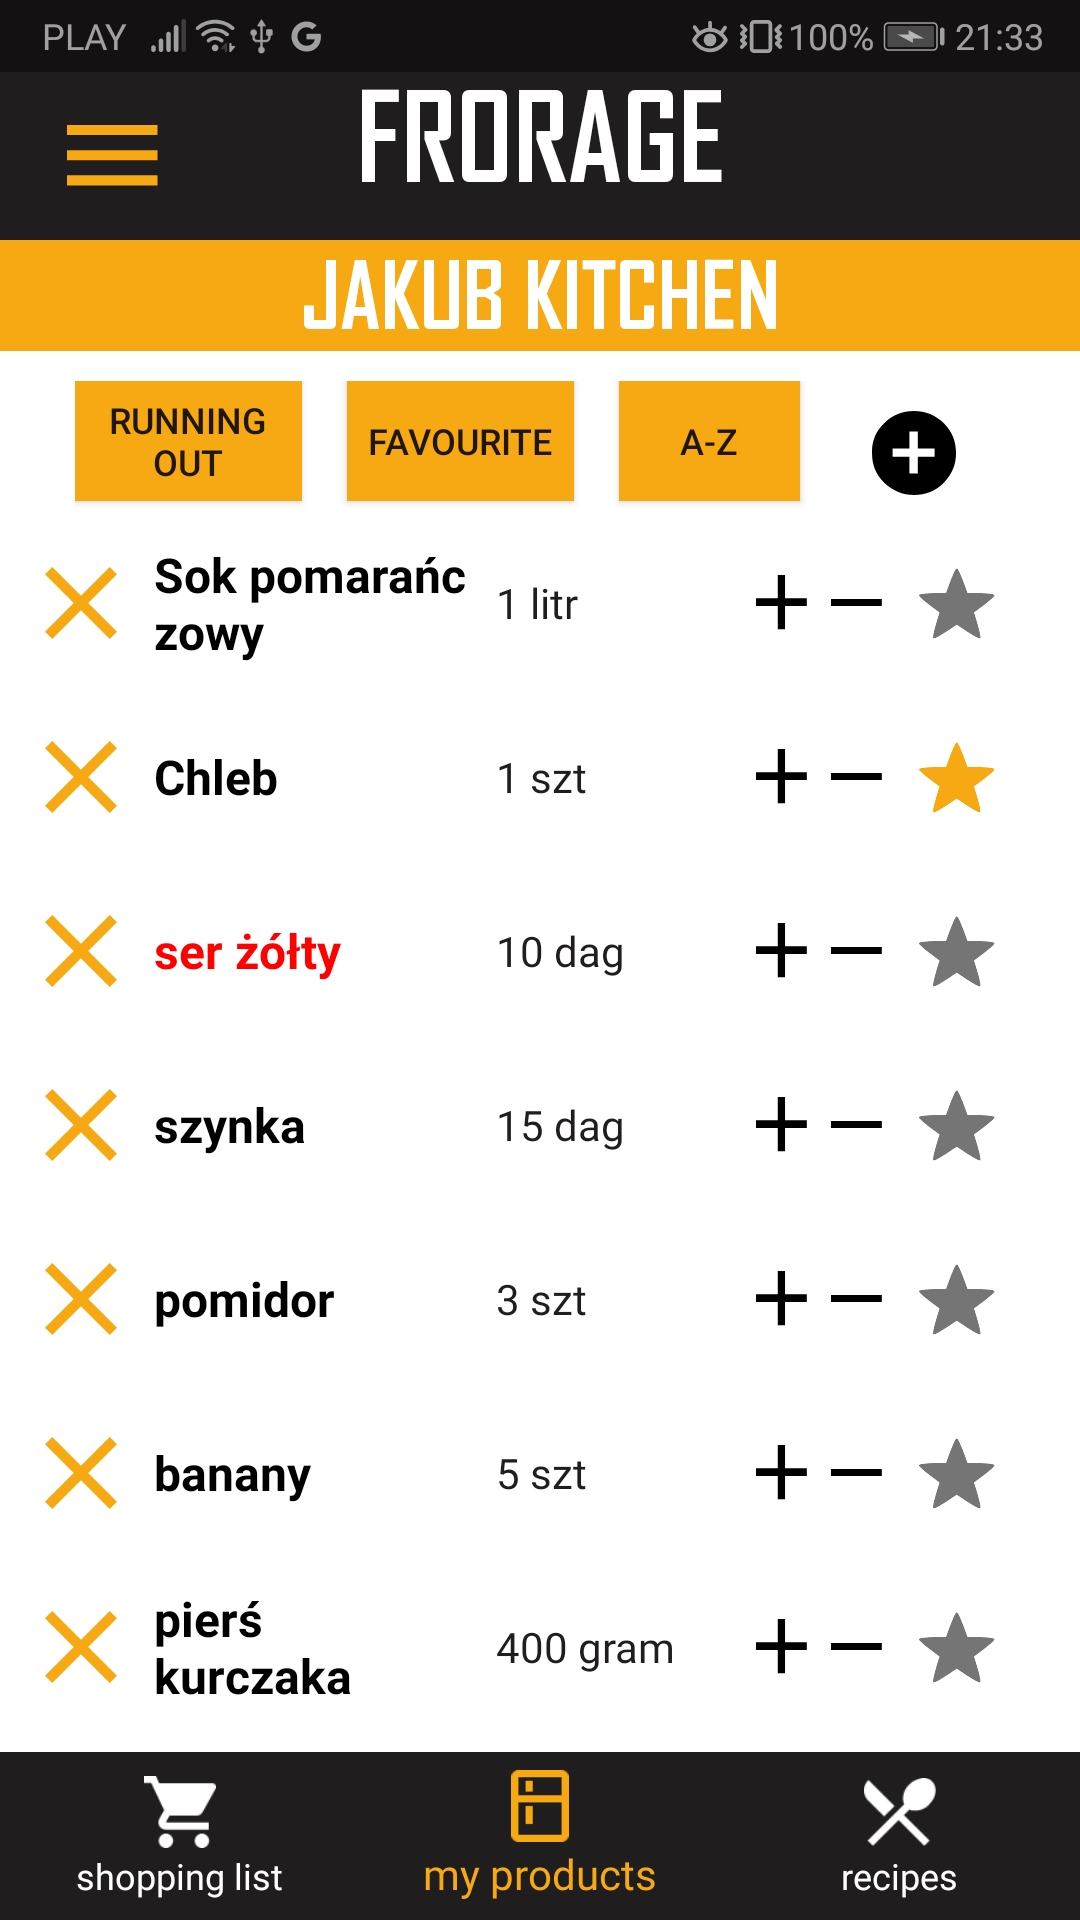 PLAY 100% 21:33
FRORAGE
JAKUB KITCHEN
RUNNING
OUT
FAVOURITE
A-Z
Sok pomarańc
zowy
1 litr
Chleb
1 szt
ser żółty
10 dag
szynka
15 dag
pomidor
3 szt
banany
5 szt
pierś
kurczaka
400 gram
shopping list
my products
recipes